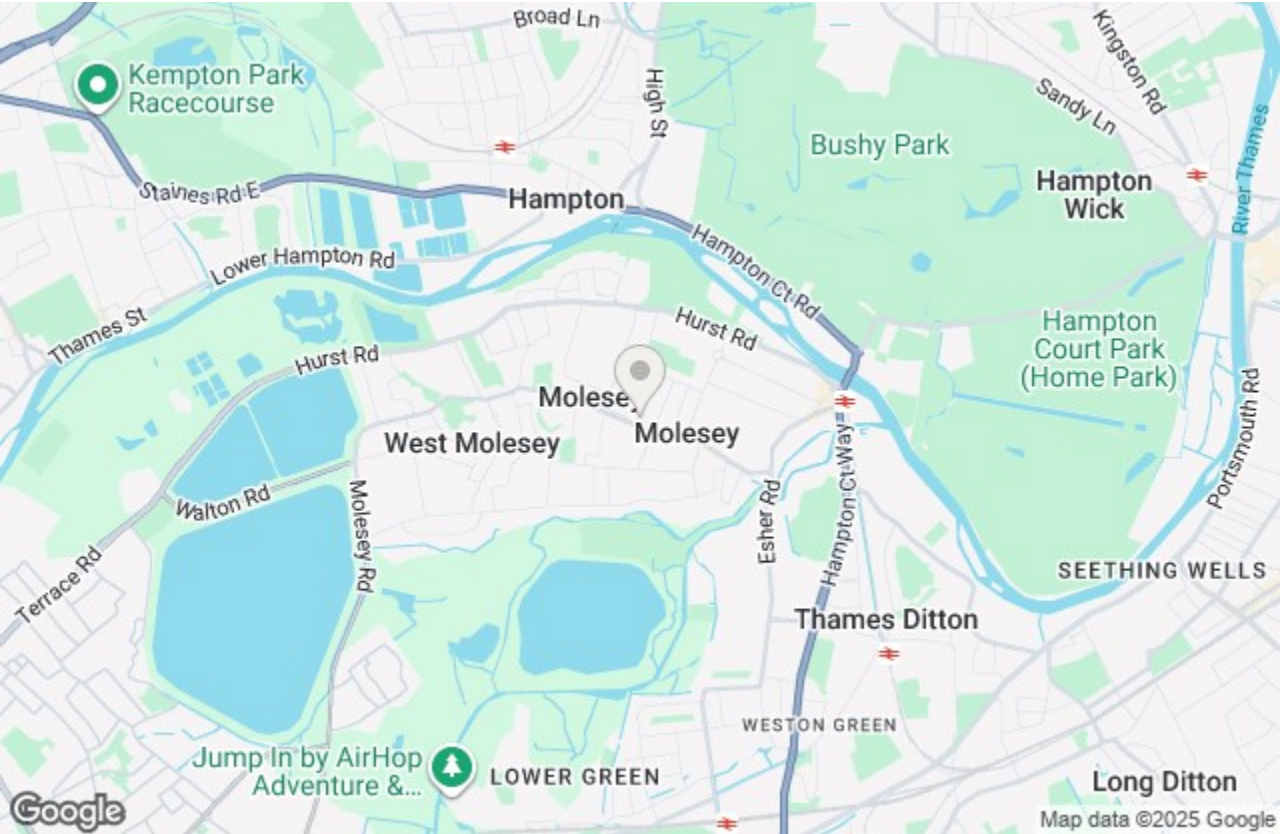 Broad Ln
Kingston Rd
Kempton Park
Racecourse
High St
Sandy Ln
Bushy Park
River Thames
Staines Rd E
Hampton
Hampton
Wick
Lower Hampton Rd
Hampton Ct Rd
Thames St
Hurst Rd
Hurst Rd
Hampton
Court Park
(Home Park)
Molesey
Molesey
West Molesey
Portsmouth Rd
Walton Rd
Molesey Rd
Esher Rd
Hampton Ct Way
Terrace Rd
SEETHING WELLS
Thames Ditton
WESTON GREEN
Jump In by AirHop
Adventure &...
LOWER GREEN
Long Ditton
Google
Map data ©2025 Google